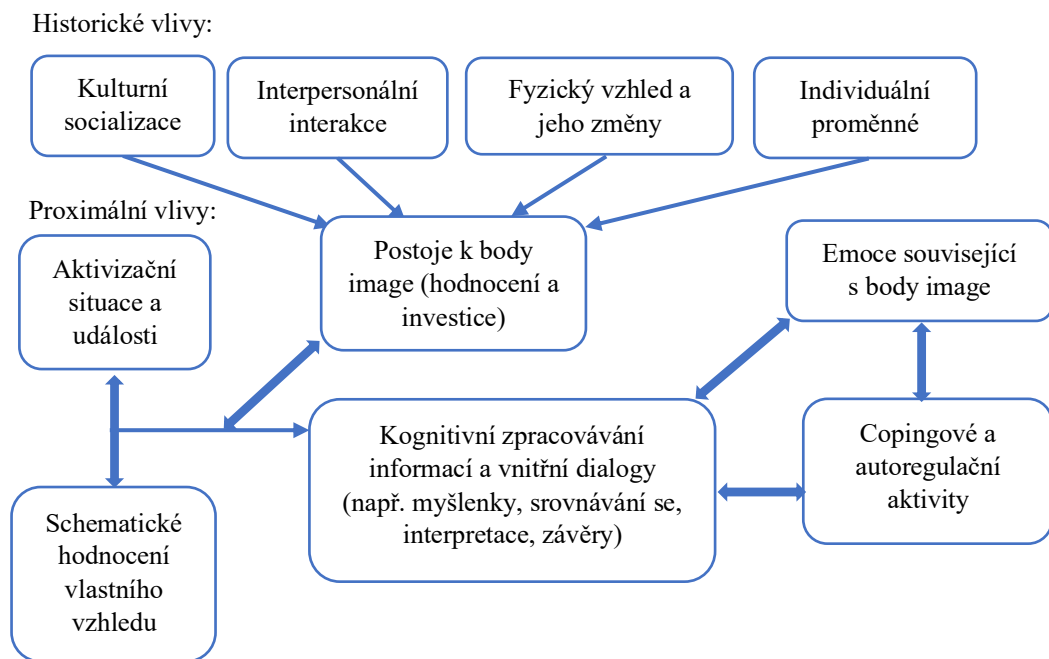 Historické vlivy:
Kulturní
socializace
Interpersonální
interakce
Fyzický vzhled a
jeho změny
Individuální
proměnné
Proximální vlivy:
Aktivizační
situace a
události
Postoje k body
image (hodnocení a
investice)
Emoce související
s body image
Kognitivní zpracovávání
informací a vnitřní dialogy
(např. myšlenky, srovnávání se,
interpretace, závěry)
Copingové a
autoregulační
aktivity
Schematické
hodnocení
vlastního
vzhledu